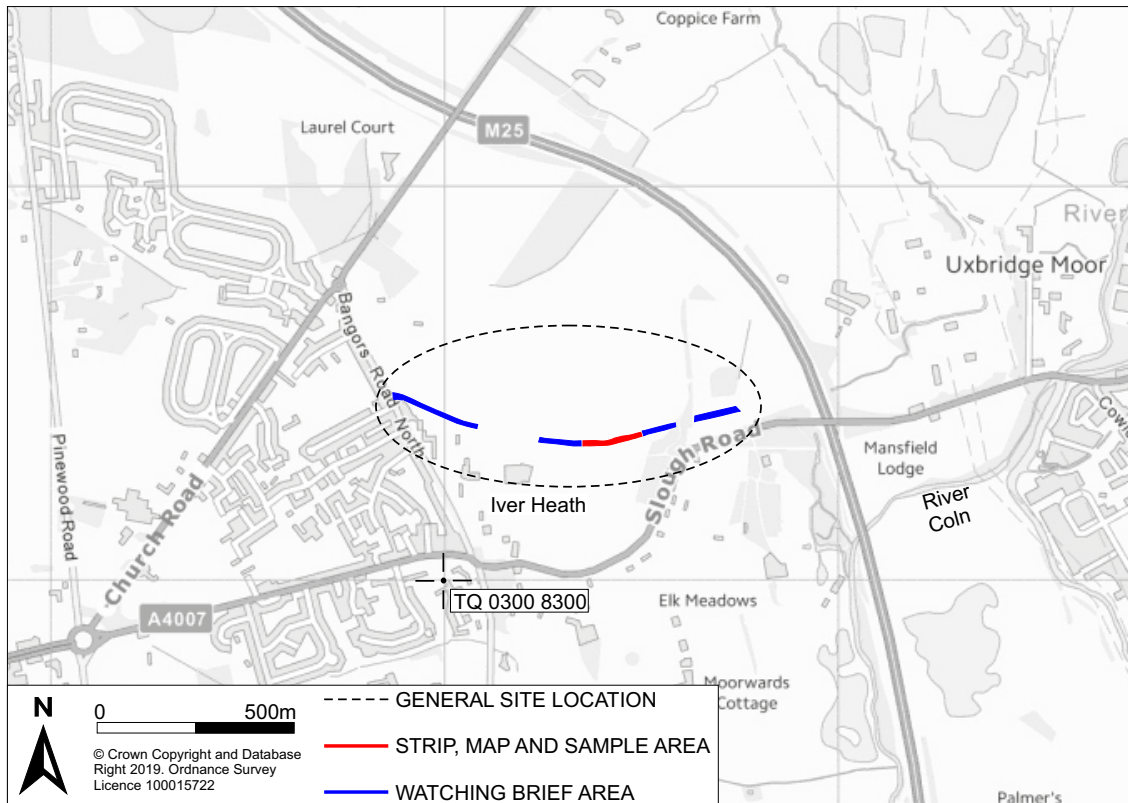 Coppice Farm
Laurel Court
M25
River
Uxbridge Moor
Bangors Road North
Pinewood Road
Church Road
Slough Road
Mansfield
Lodge
River
Coln
Iver Heath
TQ 0300 8300
A4007
Elk Meadows
Moorwards
Cottage
Palmer's
N
0 500m
© Crown Copyright and Database
Right 2019. Ordnance Survey
Licence 100015722
GENERAL SITE LOCATION
STRIP, MAP AND SAMPLE AREA
WATCHING BRIEF AREA